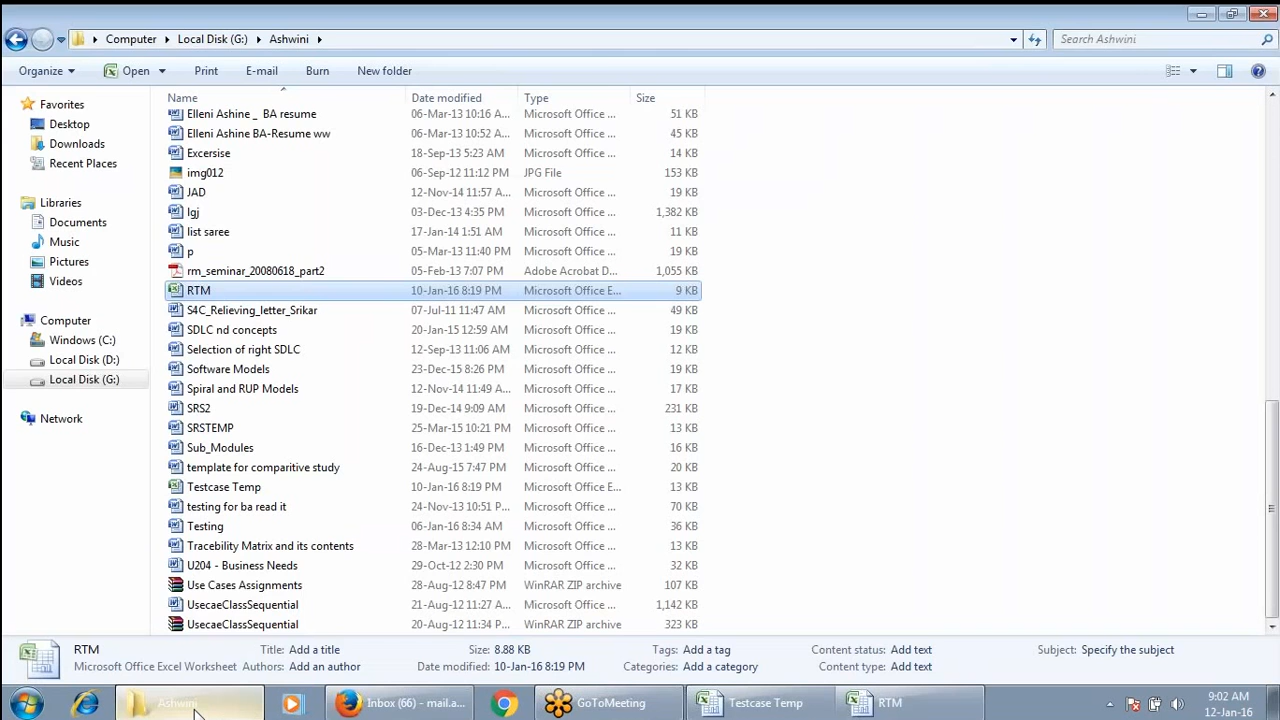 Computer Local Disk (G:) Ashwini Search Ashwini
Organize Open Print E-mail Burn New folder
Name Date modified Type Size
Favorites
Desktop
Downloads
Recent Places
Libraries
Documents
Music
Pictures
Videos
Computer
Windows (C:)
Local Disk (D:)
Local Disk (G:)
Network
Elleni Ashine _ BA resume 06-Mar-13 10:16 A... Microsoft Office ... 51 KB
Elleni Ashine BA-Resume ww 06-Mar-13 10:52 A... Microsoft Office ... 45 KB
Excersise 18-Sep-13 5:23 AM Microsoft Office ... 14 KB
img012 06-Sep-12 11:12 PM JPG File 153 KB
JAD 12-Nov-14 11:57 A... Microsoft Office ... 19 KB
lgj 03-Dec-13 4:35 PM Microsoft Office ... 1,382 KB
list saree 17-Jan-14 1:51 AM Microsoft Office ... 11 KB
p 05-Mar-13 11:40 PM Microsoft Office ... 19 KB
rm_seminar_20080618_part2 05-Feb-13 7:07 PM Adobe Acrobat D... 1,055 KB
RTM 10-Jan-16 8:19 PM Microsoft Office E... 9 KB
S4C_Relieving_letter_Srikar 07-Jul-11 11:47 AM Microsoft Office ... 49 KB
SDLC nd concepts 20-Jan-15 12:59 AM Microsoft Office ... 19 KB
Selection of right SDLC 12-Sep-13 11:06 AM Microsoft Office ... 12 KB
Software Models 23-Dec-15 8:26 PM Microsoft Office ... 19 KB
Spiral and RUP Models 12-Nov-14 11:49 A... Microsoft Office ... 17 KB
SRS2 19-Dec-14 9:09 AM Microsoft Office ... 231 KB
SRSTEMP 25-Mar-15 10:21 PM Microsoft Office ... 13 KB
Sub_Modules 16-Dec-13 1:49 PM Microsoft Office ... 16 KB
template for comparitive study 24-Aug-15 7:47 PM Microsoft Office ... 20 KB
Testcase Temp 10-Jan-16 8:19 PM Microsoft Office E... 13 KB
testing for ba read it 24-Nov-13 10:51 P... Microsoft Office ... 70 KB
Testing 06-Jan-16 8:34 AM Microsoft Office ... 36 KB
Tracebility Matrix and its contents 28-Mar-13 12:10 PM Microsoft Office ... 13 KB
U204 - Business Needs 29-Oct-12 2:30 PM Microsoft Office ... 32 KB
Use Cases Assignments 28-Aug-12 8:47 PM WinRAR ZIP archive 107 KB
UsecaeClassSequential 21-Aug-12 11:27 A... Microsoft Office ... 1,142 KB
UsecaeClassSequential 20-Aug-12 11:34 P... WinRAR ZIP archive 323 KB
RTM Title: Add a title Size: 8.88 KB Tags: Add a tag Content status: Add text Subject: Specify the subject
Microsoft Office Excel Worksheet Authors: Add an author Date modified: 10-Jan-16 8:19 PM Categories: Add a category Content type: Add text
Ashwini Inbox (66) - mail.a... GoToMeeting Testcase Temp RTM 9:02 AM
12-Jan-16